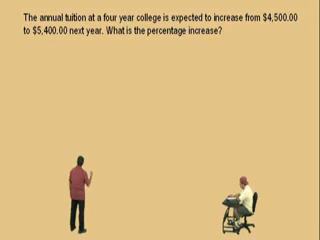 The annual tuition at a four year college is expected to increase from $4,500.00
to $5,400.00 next year. What is the percentage increase?